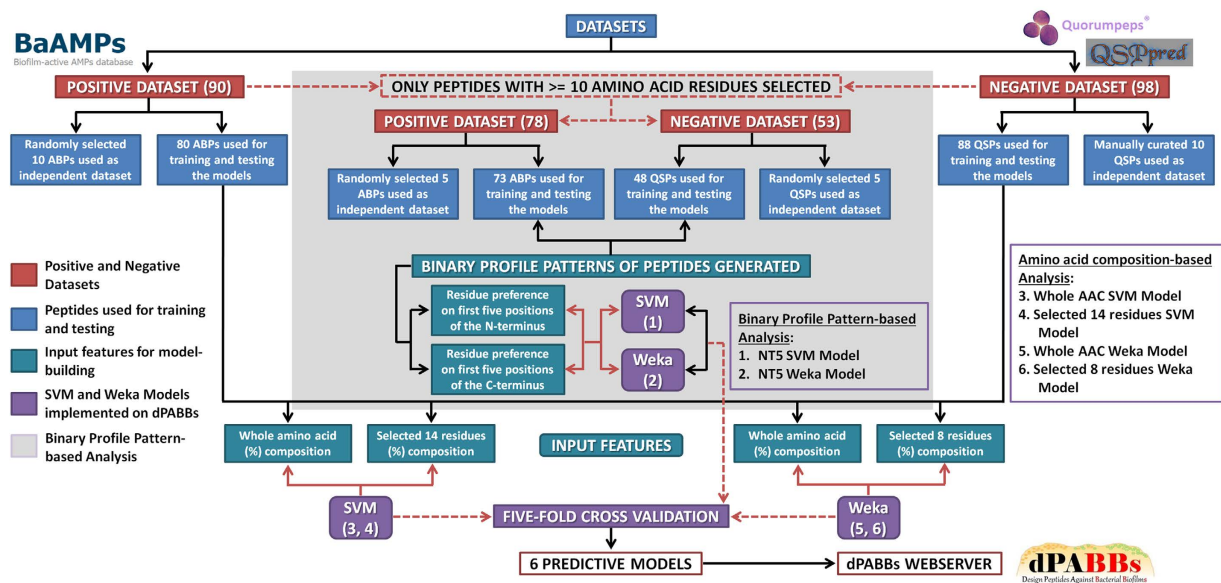 DATASETS
BaAMPs
Biofilm-active AMPs database
Quorumpeps®
QSPpred
POSITIVE DATASET (90)
ONLY PEPTIDES WITH >= 10 AMINO ACID RESIDUES SELECTED
NEGATIVE DATASET (98)
POSITIVE DATASET (78)
NEGATIVE DATASET (53)
Randomly selected
10 ABPs used as
independent dataset
80 ABPs used for
training and testing
the models
Randomly selected 5
ABPs used as
independent dataset
73 ABPs used for
training and testing
the models
48 QSPs used for
training and testing
the models
Randomly selected 5
QSPs used as
independent dataset
88 QSPs used for
training and testing
the models
Manually curated 10
QSPs used as
independent dataset
Positive and Negative
Datasets
Peptides used for training
and testing
Input features for model-
building
SVM and Weka Models
implemented on dPABBs
Binary Profile Pattern-
based Analysis
BINARY PROFILE PATTERNS OF PEPTIDES GENERATED
Residue preference
on first five positions
of the N-terminus
Residue preference
on first five positions
of the C-terminus
SVM
(1)
Weka
(2)
Binary Profile Pattern-based
Analysis:
1. NT5 SVM Model
2. NT5 Weka Model
Amino acid composition-based
Analysis:
3. Whole AAC SVM Model
4. Selected 14 residues SVM
Model
5. Whole AAC Weka Model
6. Selected 8 residues Weka
Model
Whole amino acid
(%) composition
Selected 14 residues
(%) composition
INPUT FEATURES
Whole amino acid
(%) composition
Selected 8 residues
(%) composition
SVM
(3, 4)
FIVE-FOLD CROSS VALIDATION
Weka
(5, 6)
6 PREDICTIVE MODELS
dPABBs WEBSERVER
dPABBs
Design Peptides Against Bacterial Biofilms